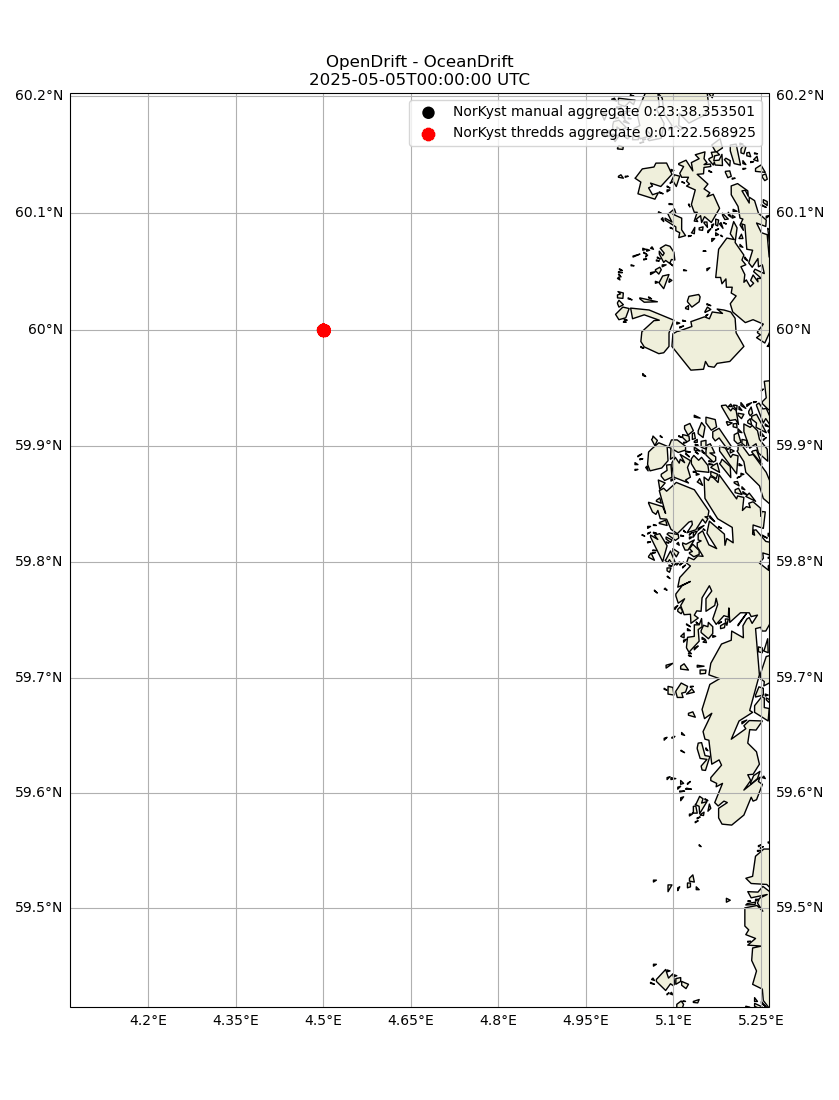 OpenDrift - OceanDrift
2025-05-05T00:00:00 UTC
60.2°N
60.2°N
NorKyst manual aggregate 0:23:38.353501
NorKyst thredds aggregate 0:01:22.568925
60.1°N
60.1°N
60°N
60°N
59.9°N
59.9°N
59.8°N
59.8°N
59.7°N
59.7°N
59.6°N
59.6°N
59.5°N
59.5°N
4.2°E
4.35°E
4.5°E
4.65°E
4.8°E
4.95°E
5.1°E
5.25°E